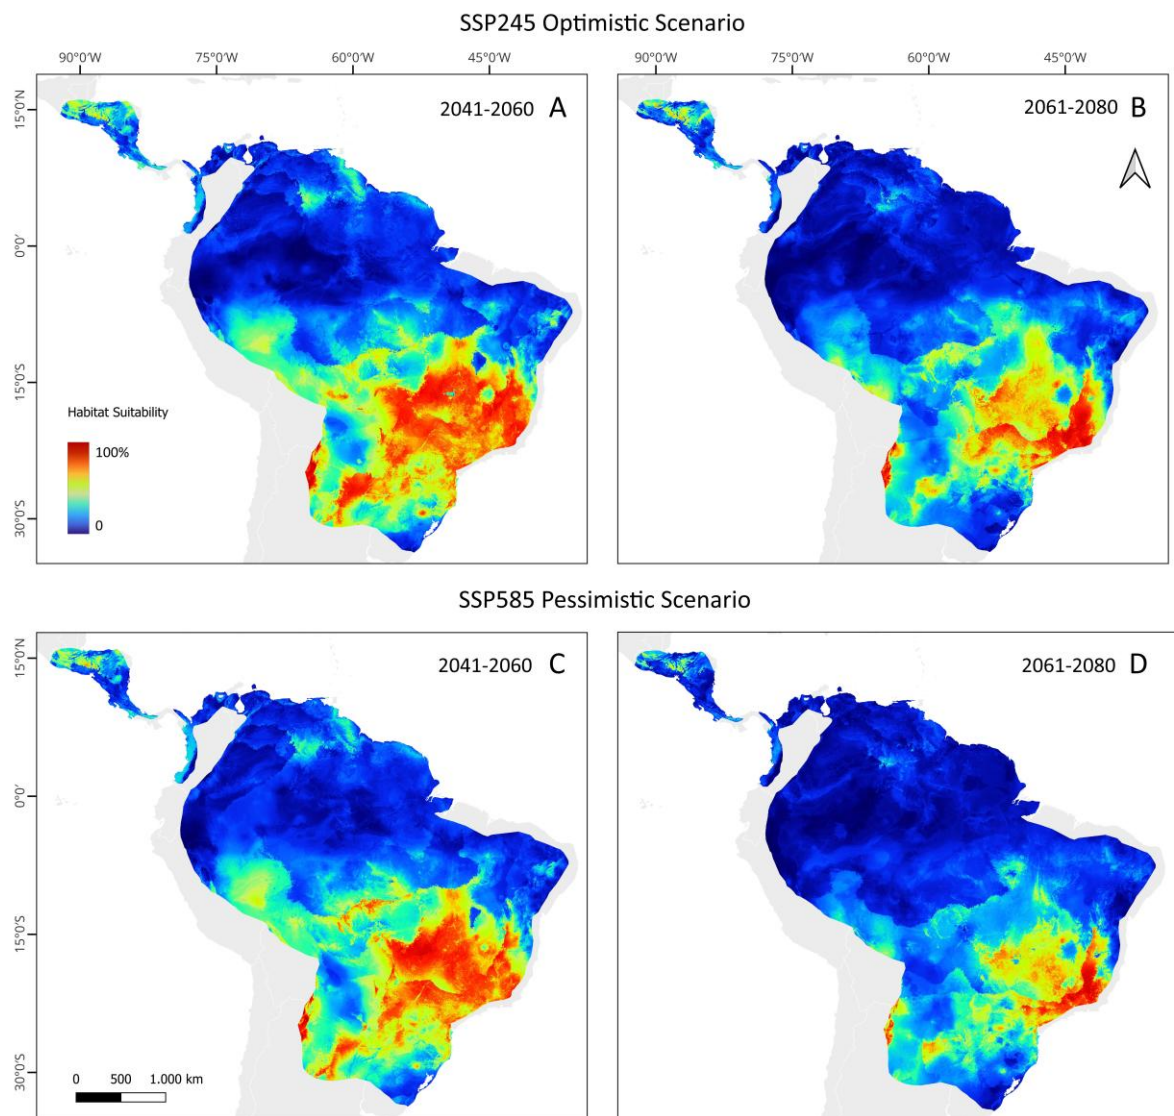 SSP245 Optimistic Scenario
90°0'W 75°0'W 60°0'W 45°0'W 90°0'W 75°0'W 60°0'W 45°0'W
2041-2060 A
2061-2080 B
15°0'N
0°0'
15°0'S
30°0'S
Habitat Suitability
100%
0
SSP585 Pessimistic Scenario
2041-2060 C
2061-2080 D
15°0'N
0°0'
15°0'S
30°0'S
0 500 1.000 km